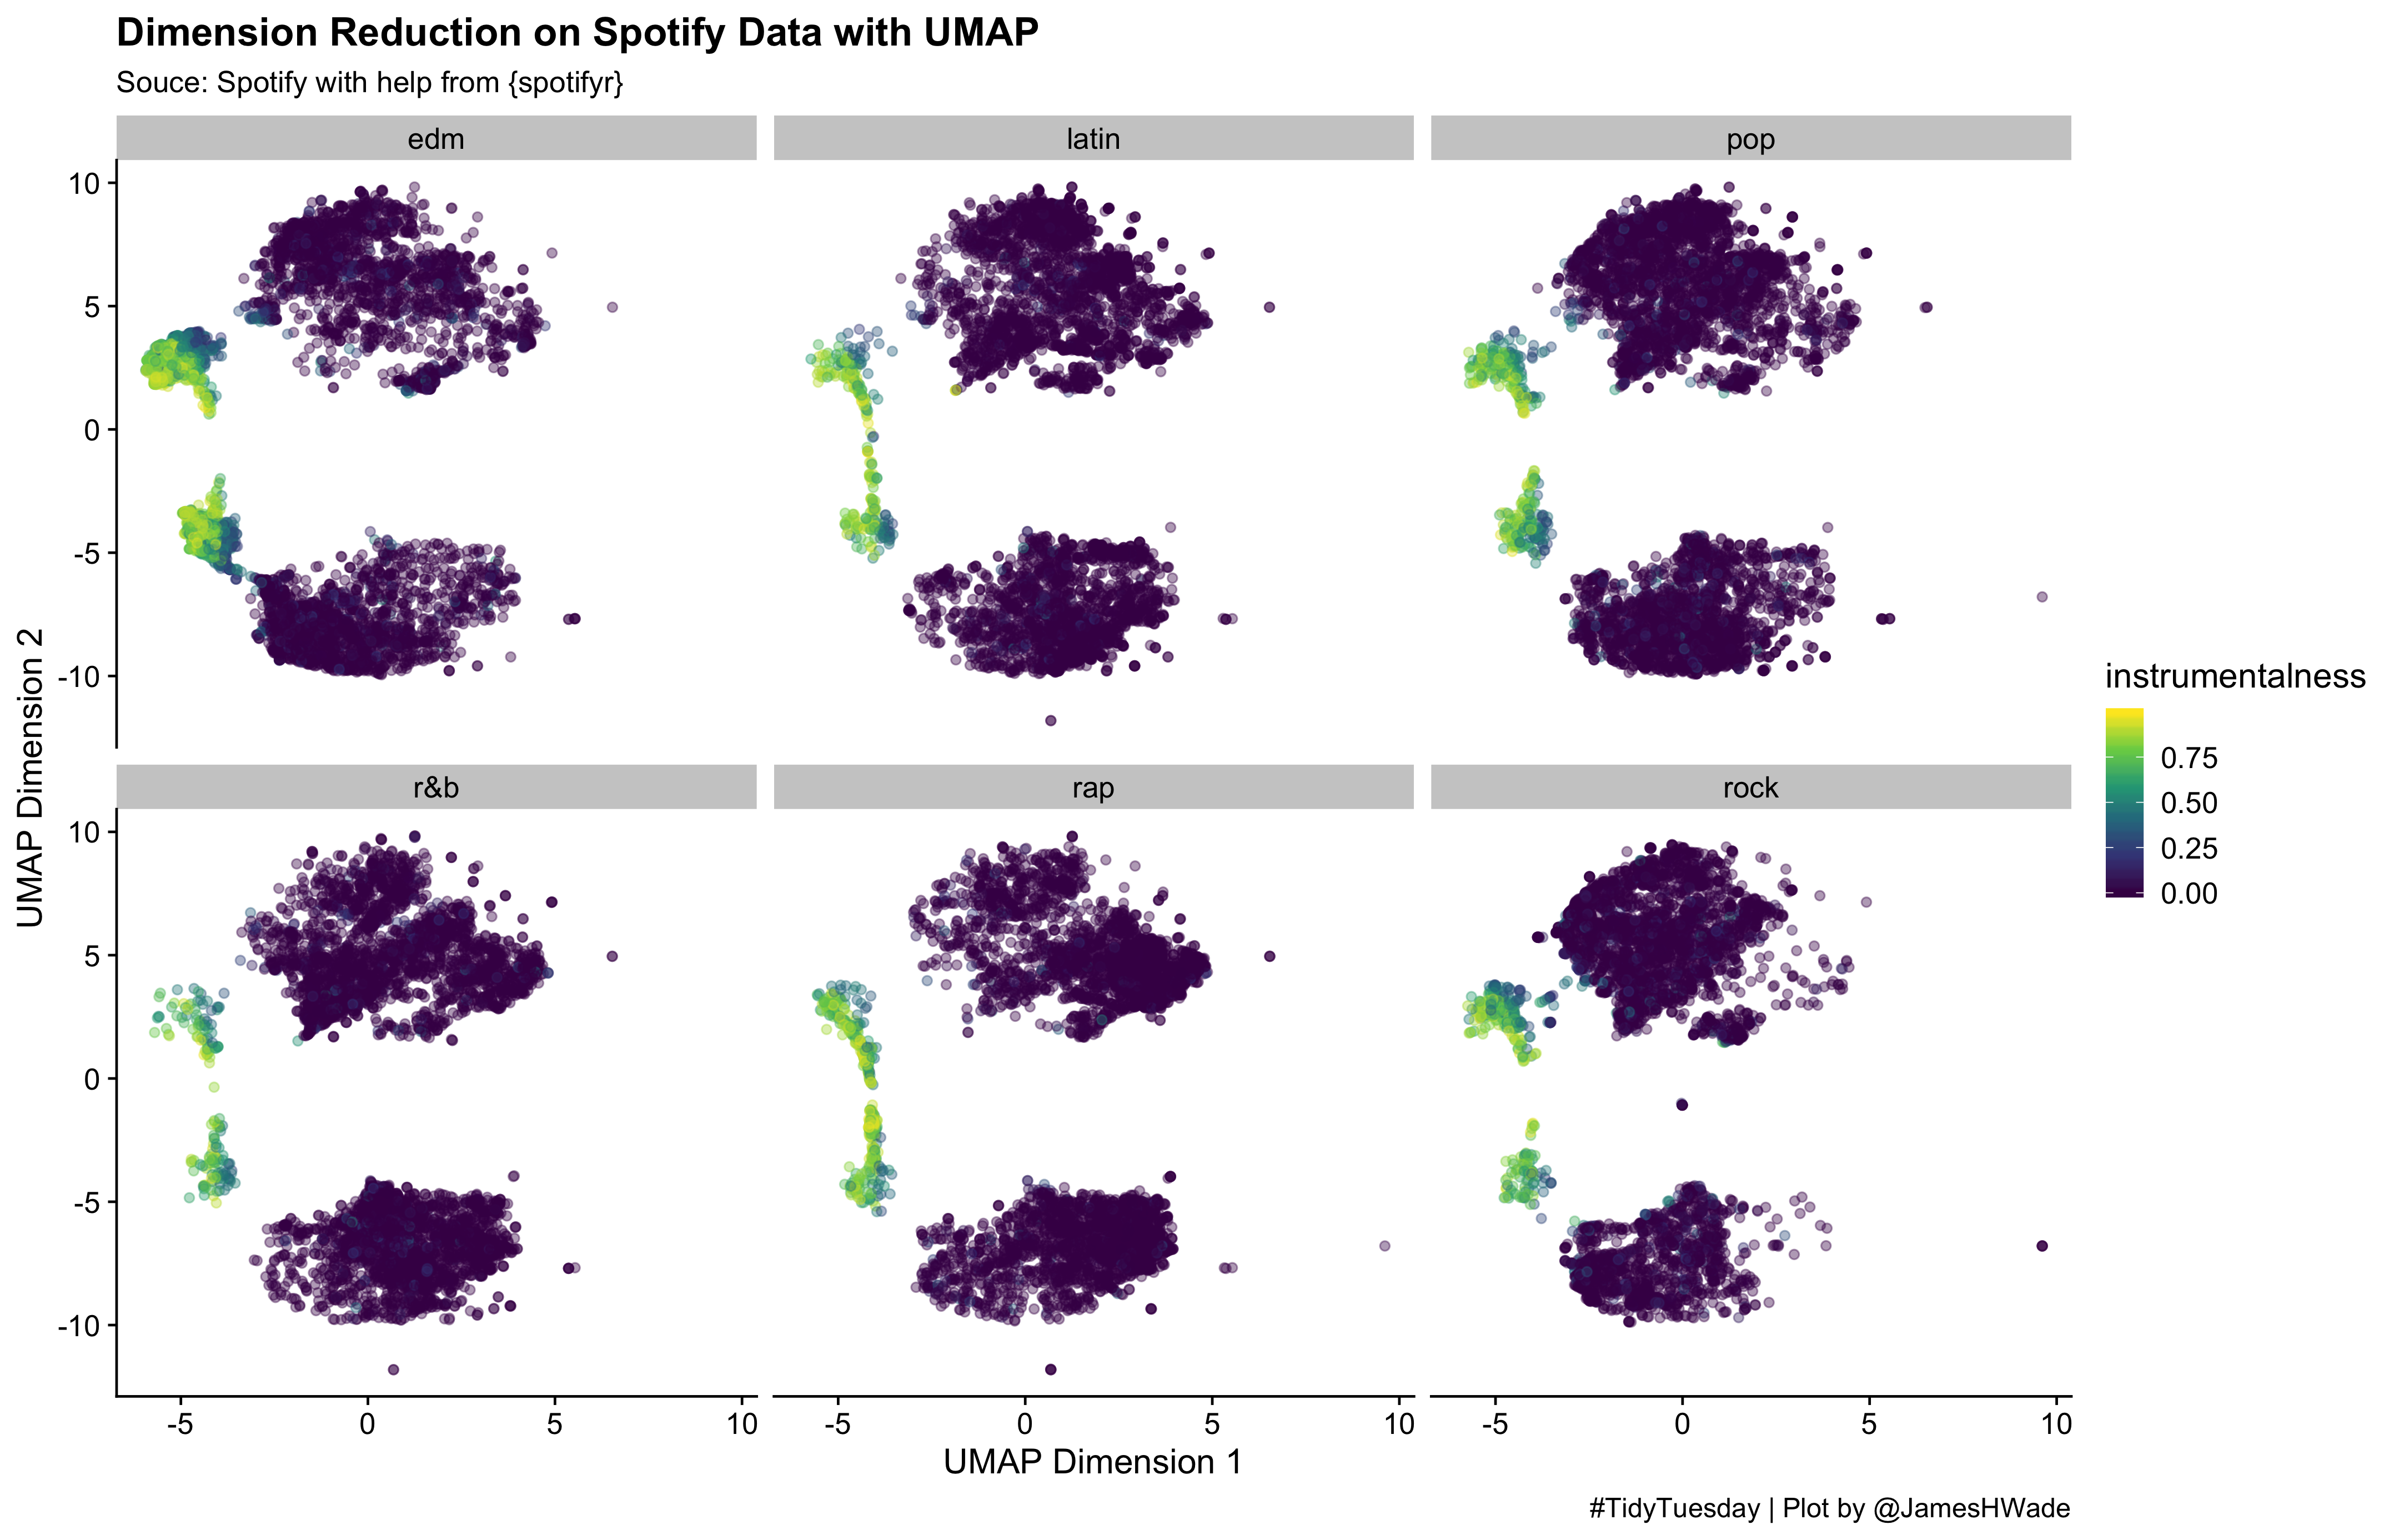 Dimension Reduction on Spotify Data with UMAP
Souce: Spotify with help from {spotifyr}
edm
latin
pop
10
5
0
-5
-10
r&b
rap
rock
10
5
0
-5
-10
-5
0
5
10
-5
0
5
10
-5
0
5
10
UMAP Dimension 2
UMAP Dimension 1
instrumentalness
0.75
0.50
0.25
0.00
#TidyTuesday | Plot by @JamesHWade